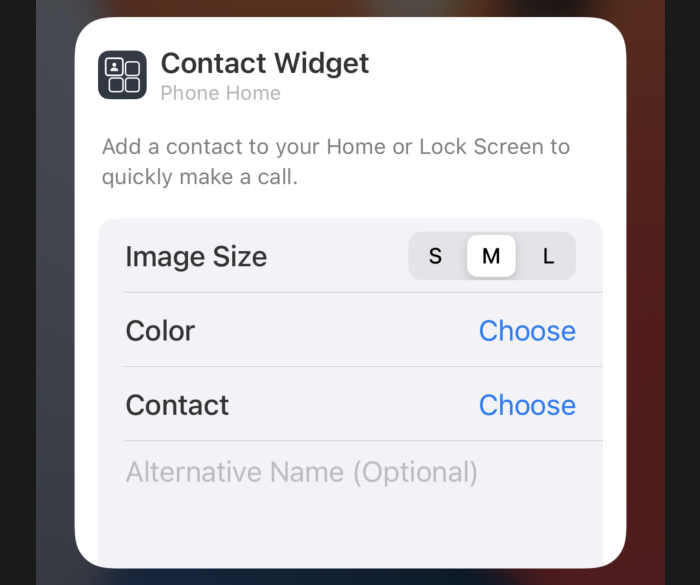 Contact Widget
Phone Home
Add a contact to your Home or Lock Screen to
quickly make a call.
Image Size S M L
Color Choose
Contact Choose
Alternative Name (Optional)